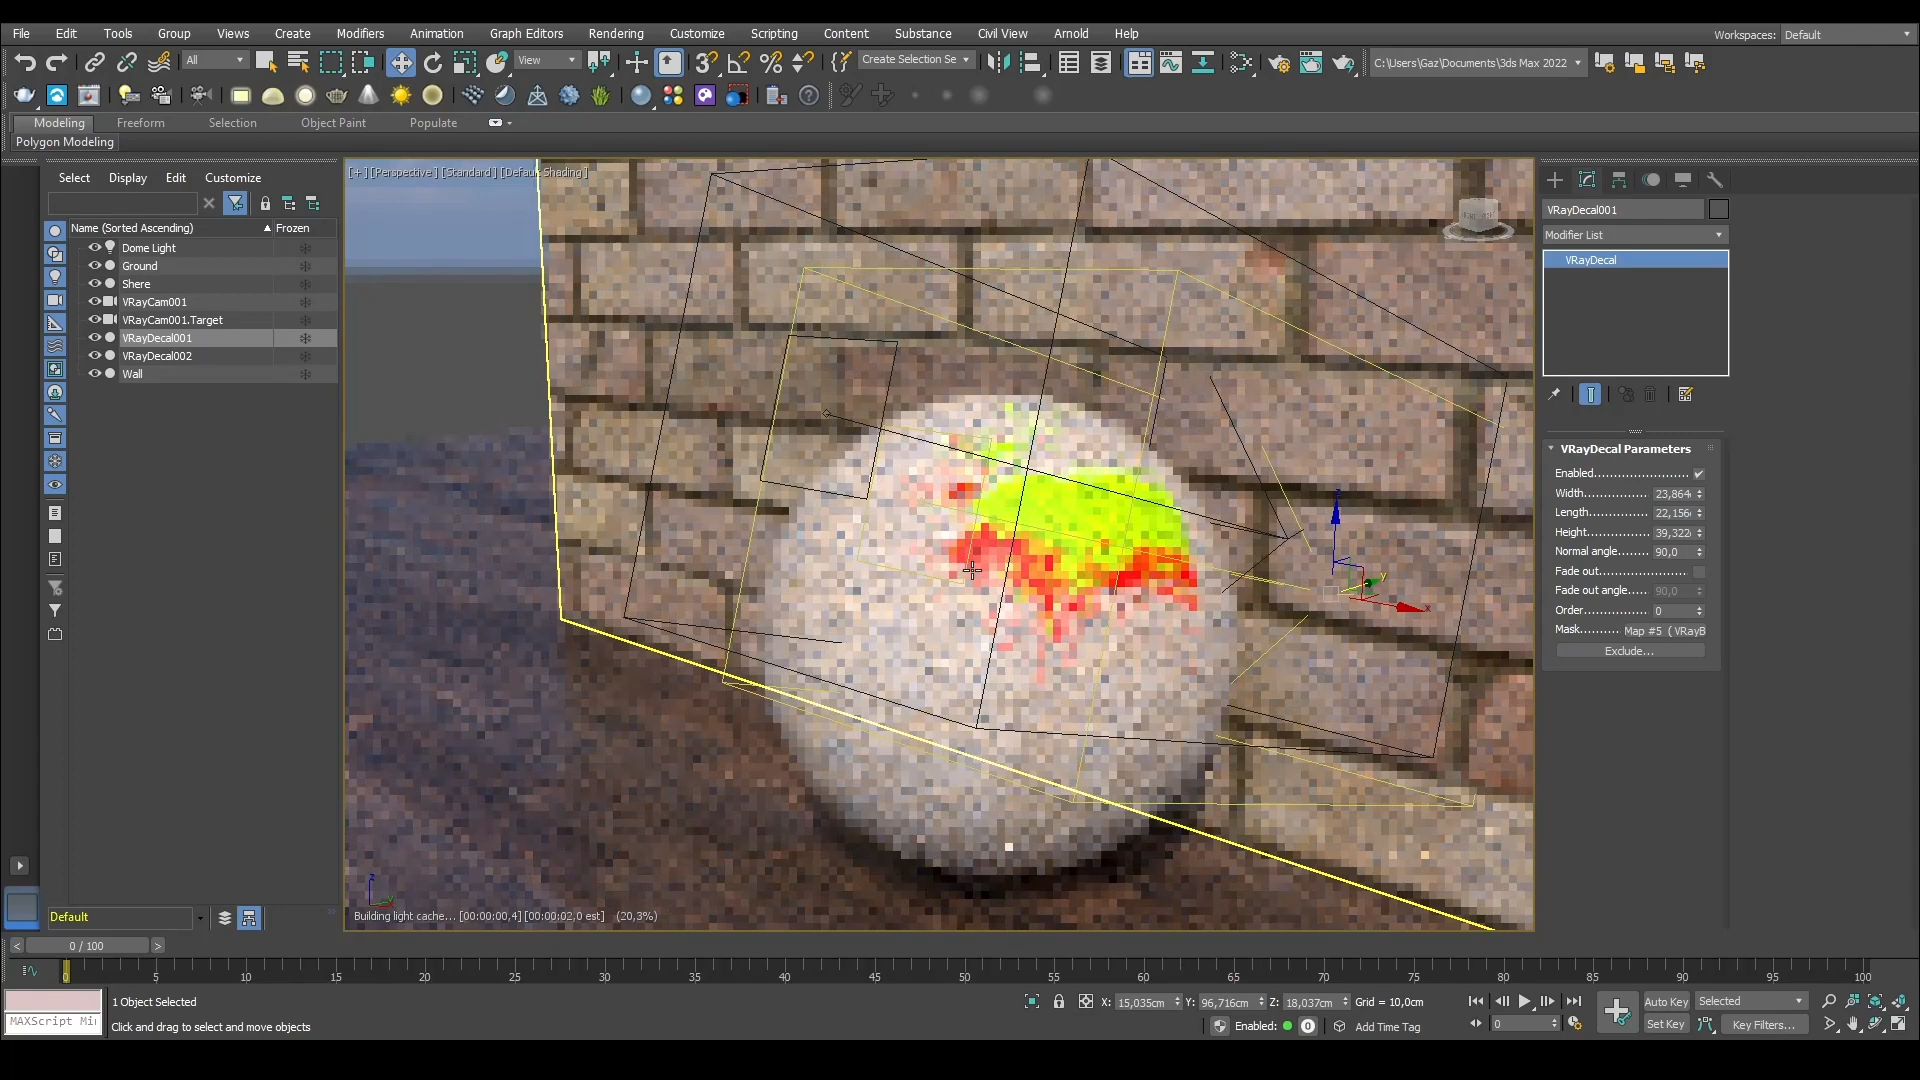 File Edit Tools Group Views Create Modifiers Animation Graph Editors Rendering Customize Scripting Content Substance Civil View Arnold Help
Workspaces: Default
All
View
Create Selection Se
C:\Users\Gaz\Documents\3ds Max 2022
Modeling Freeform Selection Object Paint Populate
Polygon Modeling
Select Display Edit Customize
Name (Sorted Ascending) Frozen
Dome Light
Ground
Shere
VRayCam001
VRayCam001.Target
VRayDecal001
VRayDecal002
Wall
Default
[+] [Perspective] [Standard] [Default Shading]
z
y
x
z
Building light cache... [00:00:00,4] [00:00:02,0 est] (20,3%)
VRayDecal001
Modifier List
VRayDecal
VRayDecal Parameters
Enabled
Width 23,864
Length 22,156
Height 39,322
Normal angle 90,0
Fade out
Fade out angle 90,0
Order 0
Mask Map #5 ( VRayB
Exclude...
< 0 / 100 >
0 5 10 15 20 25 30 35 40 45 50 55 60 65 70 75 80 85 90 95 100
MAXScript Mi
1 Object Selected
Click and drag to select and move objects
X: 15,035cm Y: 96,716cm Z: 18,037cm Grid = 10,0cm
Enabled: 0 Add Time Tag
0
Auto Key Selected
Set Key Key Filters...